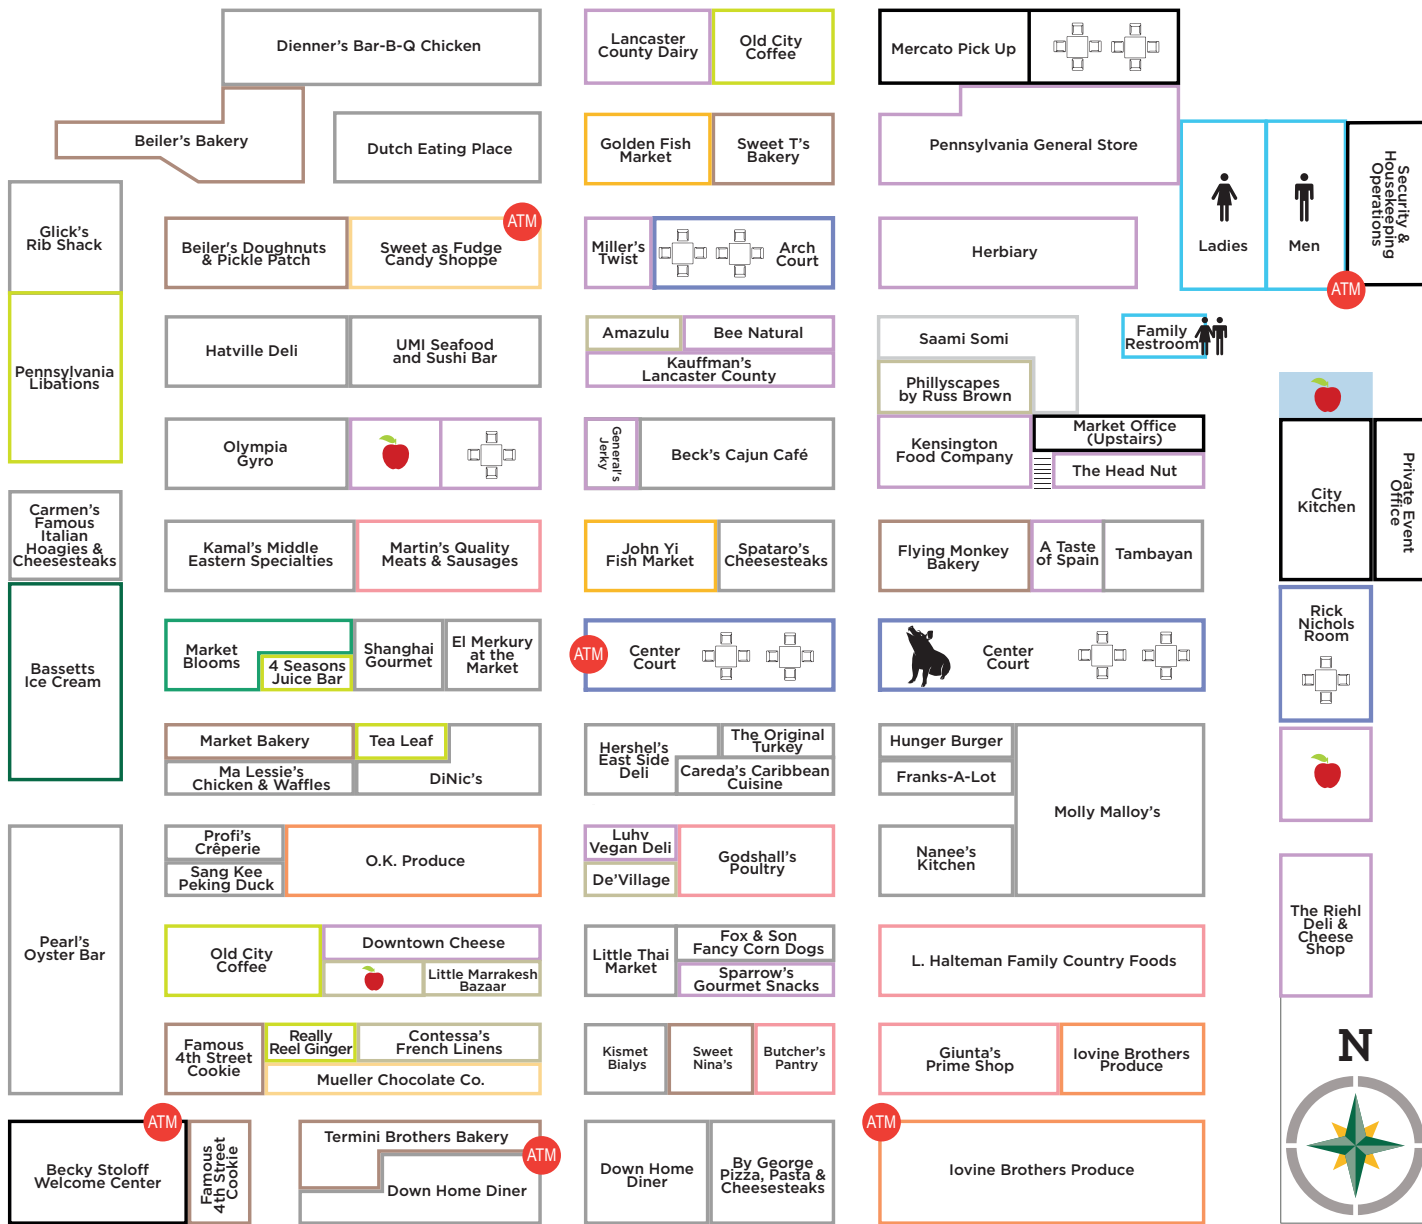 Dienner's Bar-B-Q Chicken
Lancaster
County Dairy
Old City
Coffee
Mercato Pick Up
Beiler's Bakery
Dutch Eating Place
Golden Fish
Market
Sweet T's
Bakery
Pennsylvania General Store
Ladies
Men
Security &
Housekeeping
Operations
ATM
Glick's
Rib Shack
Beiler's Doughnuts
& Pickle Patch
Sweet as Fudge
Candy Shoppe
ATM
Miller's
Twist
Arch
Court
Herbiary
Pennsylvania
Libations
Hatville Deli
UMI Seafood
and Sushi Bar
Amazulu
Bee Natural
Kauffman's
Lancaster County
Saami Somi
Phillyscapes
by Russ Brown
Family
Restroom
Olympia
Gyro
General's
Jerky
Beck's Cajun Café
Kensington
Food Company
Market Office
(Upstairs)
The Head Nut
City
Kitchen
Private Event
Office
Carmen's
Famous
Italian
Hoagies &
Cheesesteaks
Kamal's Middle
Eastern Specialties
Martin's Quality
Meats & Sausages
John Yi
Fish Market
Spataro's
Cheesesteaks
Flying Monkey
Bakery
A Taste
of Spain
Tambayan
Bassetts
Ice Cream
Market
Blooms
4 Seasons
Juice Bar
Shanghai
Gourmet
El Merkury
at the
Market
ATM
Center
Court
Center
Court
Rick
Nichols
Room
Market Bakery
Tea Leaf
Ma Lessie's
Chicken & Waffles
DiNic's
Hershel's
East Side
Deli
The Original
Turkey
Careda's Caribbean
Cuisine
Hunger Burger
Franks-A-Lot
Molly Malloy's
Pearl's
Oyster Bar
Profi's
Crêperie
Sang Kee
Peking Duck
O.K. Produce
Luhv
Vegan Deli
De'Village
Godshall's
Poultry
Nanee's
Kitchen
The Riehl
Deli &
Cheese
Shop
Old City
Coffee
Downtown Cheese
Little Marrakesh
Bazaar
Little Thai
Market
Fox & Son
Fancy Corn Dogs
Sparrow's
Gourmet Snacks
L. Halteman Family Country Foods
Famous
4th Street
Cookie
Really
Reel Ginger
Contessa's
French Linens
Mueller Chocolate Co.
Kismet
Bialys
Sweet
Nina's
Butcher's
Pantry
Giunta's
Prime Shop
Iovine Brothers
Produce
N
ATM
Becky Stoloff
Welcome Center
Famous
4th Street
Cookie
Termini Brothers Bakery
ATM
Down Home Diner
Down Home
Diner
By George
Pizza, Pasta &
Cheesesteaks
ATM
Iovine Brothers Produce